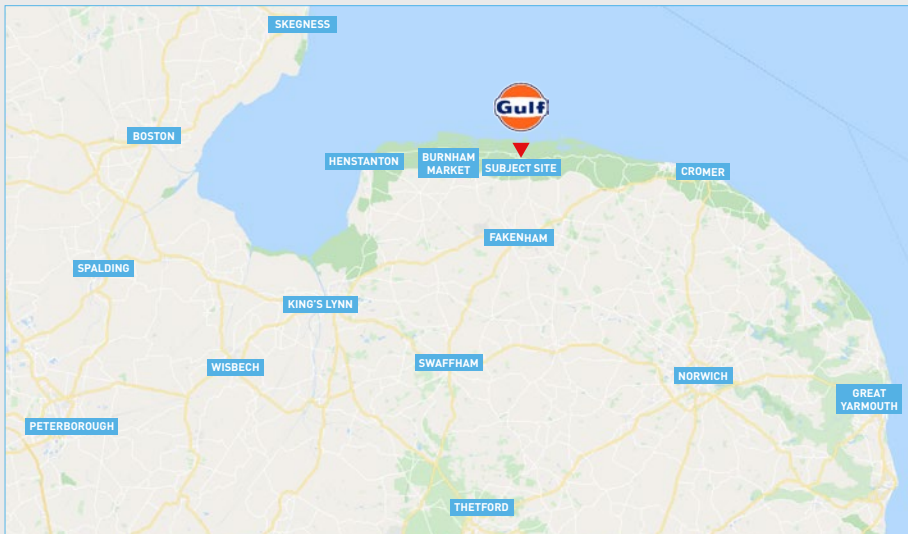 SKEGNESS
Gulf
BOSTON
HENSTANTON
BURNHAM
MARKET
SUBJECT SITE
CROMER
FAKENHAM
SPALDING
KING'S LYNN
SWAFFHAM
WISBECH
NORWICH
GREAT
YARMOUTH
PETERBOROUGH
THETFORD